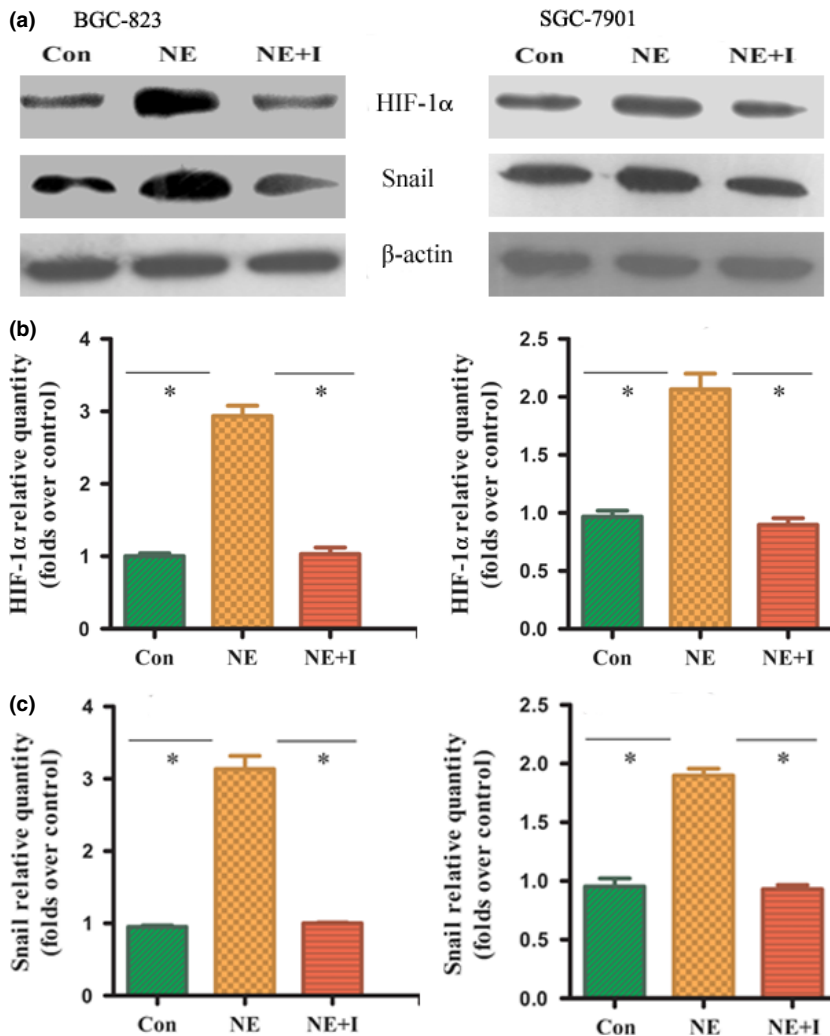 (a)
BGC-823
SGC-7901
Con NE NE+I
Con NE NE+I
HIF-1α
Snail
β-actin
(b)
HIF-1α relative quantity
(folds over control)
4
3
2
1
0
* *
Con NE NE+I
HIF-1α relative quantity
(folds over control)
2.5
2.0
1.5
1.0
0.5
0.0
* *
Con NE NE+I
(c)
Snail relative quantity
(folds over control)
4
3
2
1
0
* *
Con NE NE+I
Snail relative quantity
(folds over control)
2.5
2.0
1.5
1.0
0.5
0.0
* *
Con NE NE+I